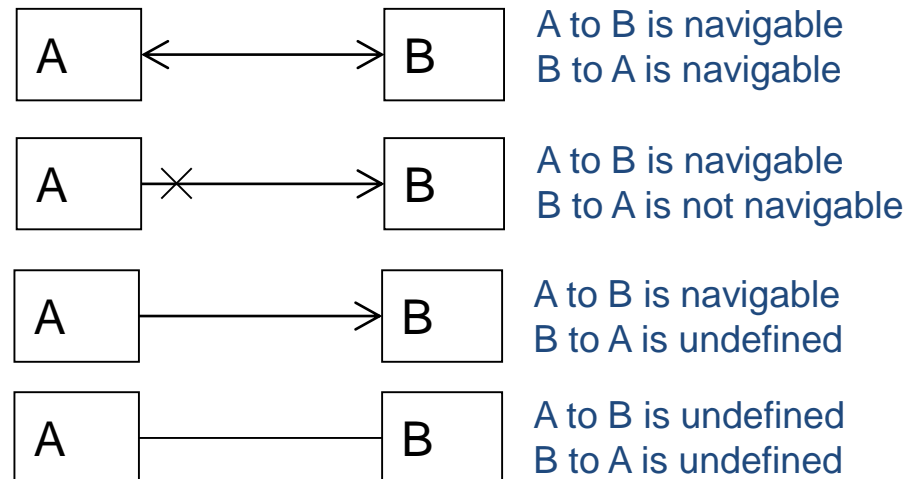 A B A to B is navigable
B to A is navigable
A B A to B is navigable
B to A is not navigable
A B A to B is navigable
B to A is undefined
A B A to B is undefined
B to A is undefined